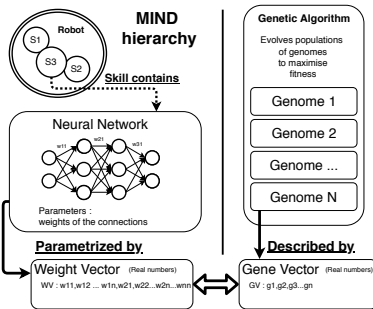 MIND
hierarchy
Robot
S1
S3
S2
Skill contains
Neural Network
w11
w21
w31
Parameters :
weights of the connections
Parametrized by
Weight Vector (Real numbers)
WV : w11,w12 ... w1n,w21,w22...w2n...wnn
Genetic Algorithm
Evolves populations
of genomes
to maximise
fitness
Genome 1
Genome 2
Genome ...
Genome N
Described by
Gene Vector (Real numbers)
GV : g1,g2,g3...gn